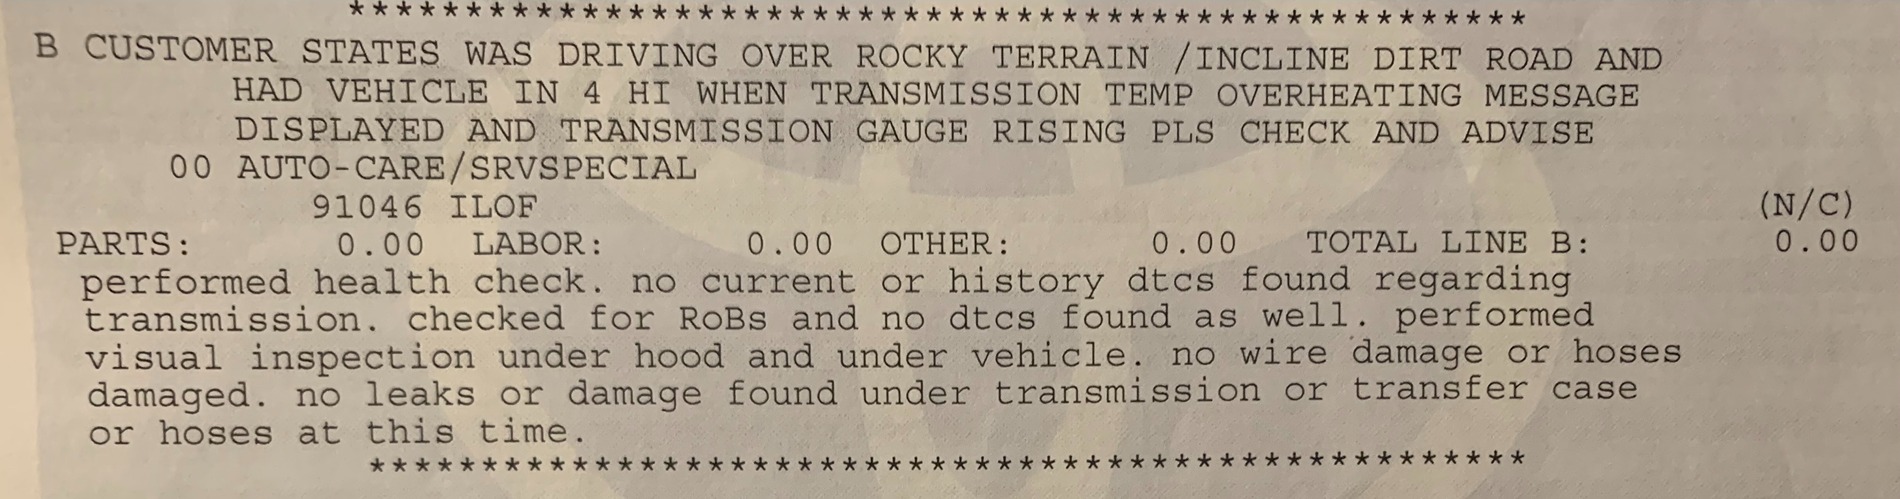 ***************************************************
B CUSTOMER STATES WAS DRIVING OVER ROCKY TERRAIN /INCLINE DIRT ROAD AND
HAD VEHICLE IN 4 HI WHEN TRANSMISSION TEMP OVERHEATING MESSAGE
DISPLAYED AND TRANSMISSION GAUGE RISING PLS CHECK AND ADVISE
00 AUTO-CARE/SRVSPECIAL
91046 ILOF (N/C)
PARTS: 0.00 LABOR: 0.00 OTHER: 0.00 TOTAL LINE B: 0.00
performed health check. no current or history dtcs found regarding
transmission. checked for RoBs and no dtcs found as well. performed
visual inspection under hood and under vehicle. no wire damage or hoses
damaged. no leaks or damage found under transmission or transfer case
or hoses at this time.
***************************************************